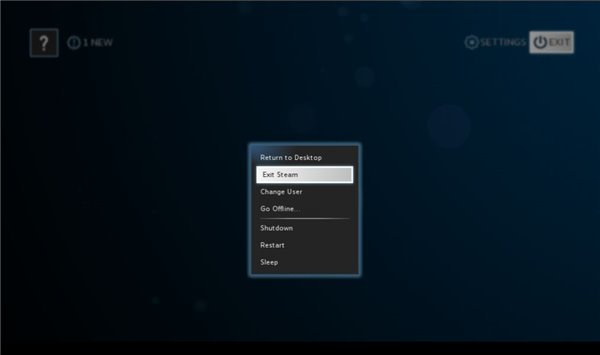 ?
1 NEW
SETTINGS
EXIT
Return to Desktop
Exit Steam
Change User
Go Offline...
Shutdown
Restart
Sleep